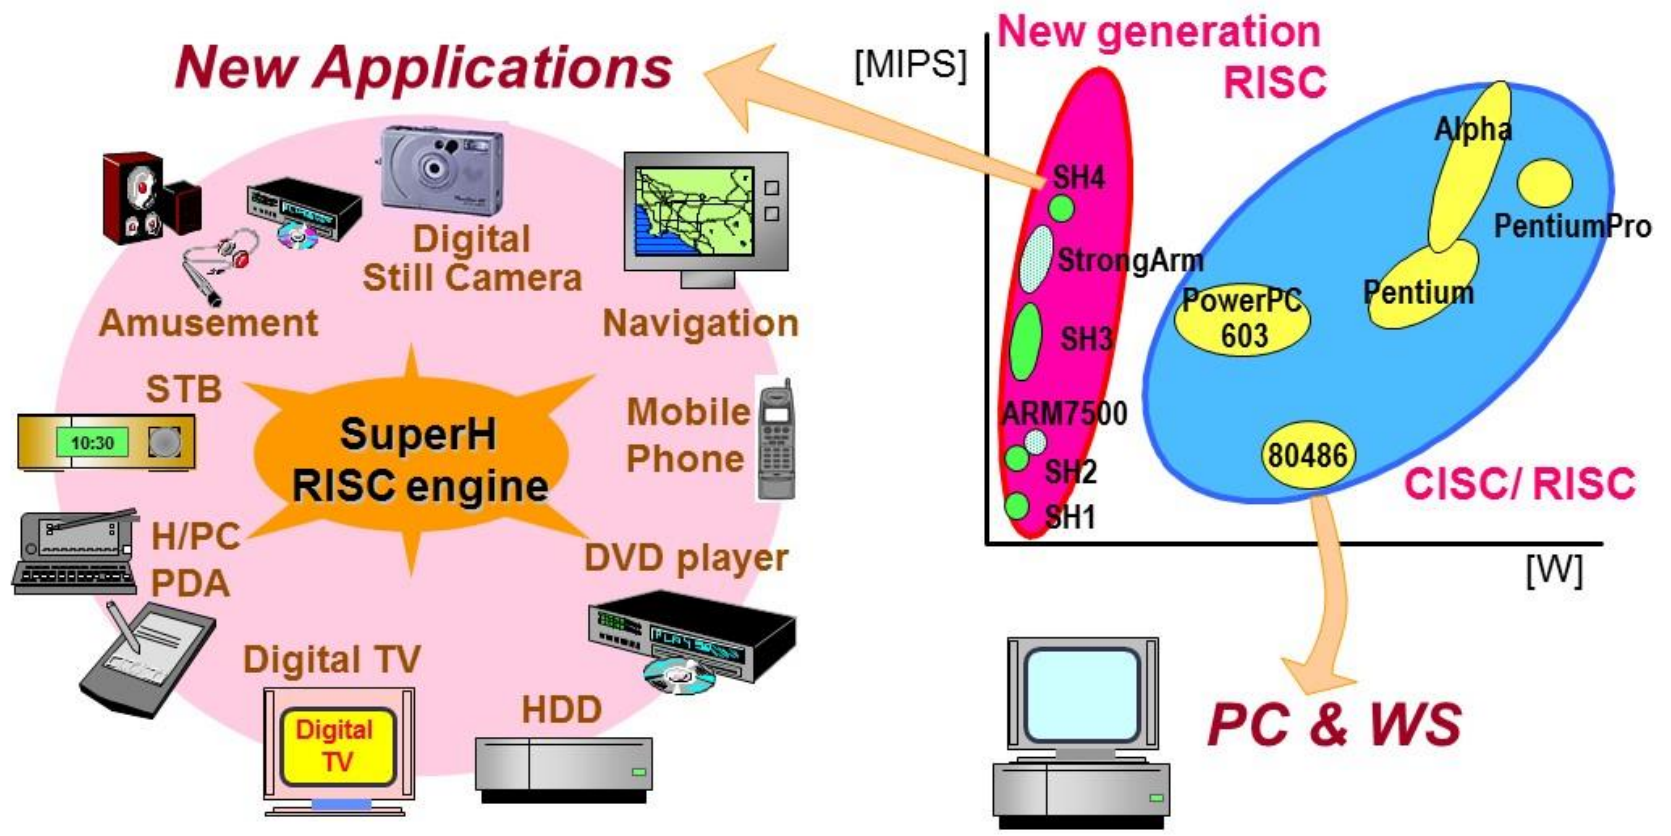 New Applications
Digital
Still Camera
Amusement
Navigation
STB
10:30
Mobile
Phone
SuperH
RISC engine
H/PC
PDA
DVD player
Digital TV
Digital
TV
HDD
[MIPS]
New generation
RISC
Alpha
SH4
PentiumPro
StrongArm
Pentium
PowerPC
603
SH3
ARM7500
80486
SH2
CISC/ RISC
SH1
[W]
PC & WS